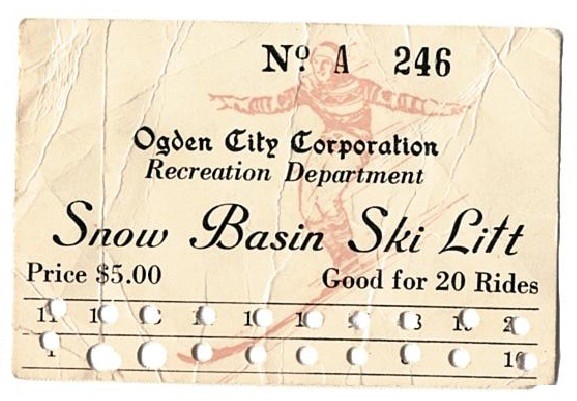 Nº A 246
Ogden City Corporation
Recreation Department
Snow Basin Ski Lift
Price $5.00 Good for 20 Rides